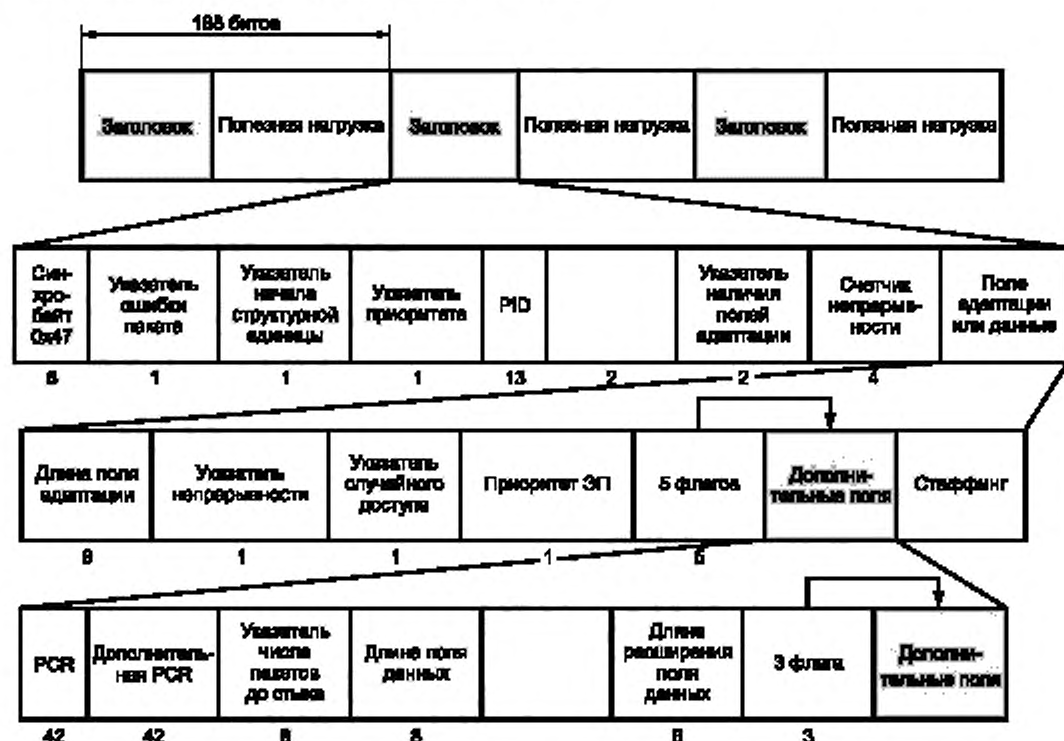 188 битов
Заголовок
Полезная нагрузка
Заголовок
Полезная нагрузка
Заголовок
Полезная нагрузка
Син-
хро-
байт
0x47
Указатель
ошибки
пакета
Указатель
начала
структурной
единицы
Указатель
приоритета
PID
Указатель
наличия
полей
адаптации
Счетчик
непрерыв-
ности
Поле
адаптации
или данные
8
1
1
1
13
2
2
4
Длина поля
адаптации
Указатель
непрерывности
Указатель
случайного
доступа
Приоритет ЭП
5 флагов
Дополни-
тельные поля
Стаффинг
8
1
1
1
5
PCR
Дополнитель-
ная PCR
Указатель
числа
пакетов
до стыка
Длина поля
данных
Длина
расширения
поля
данных
3 флага
Дополни-
тельные поля
42
42
8
8
8
3